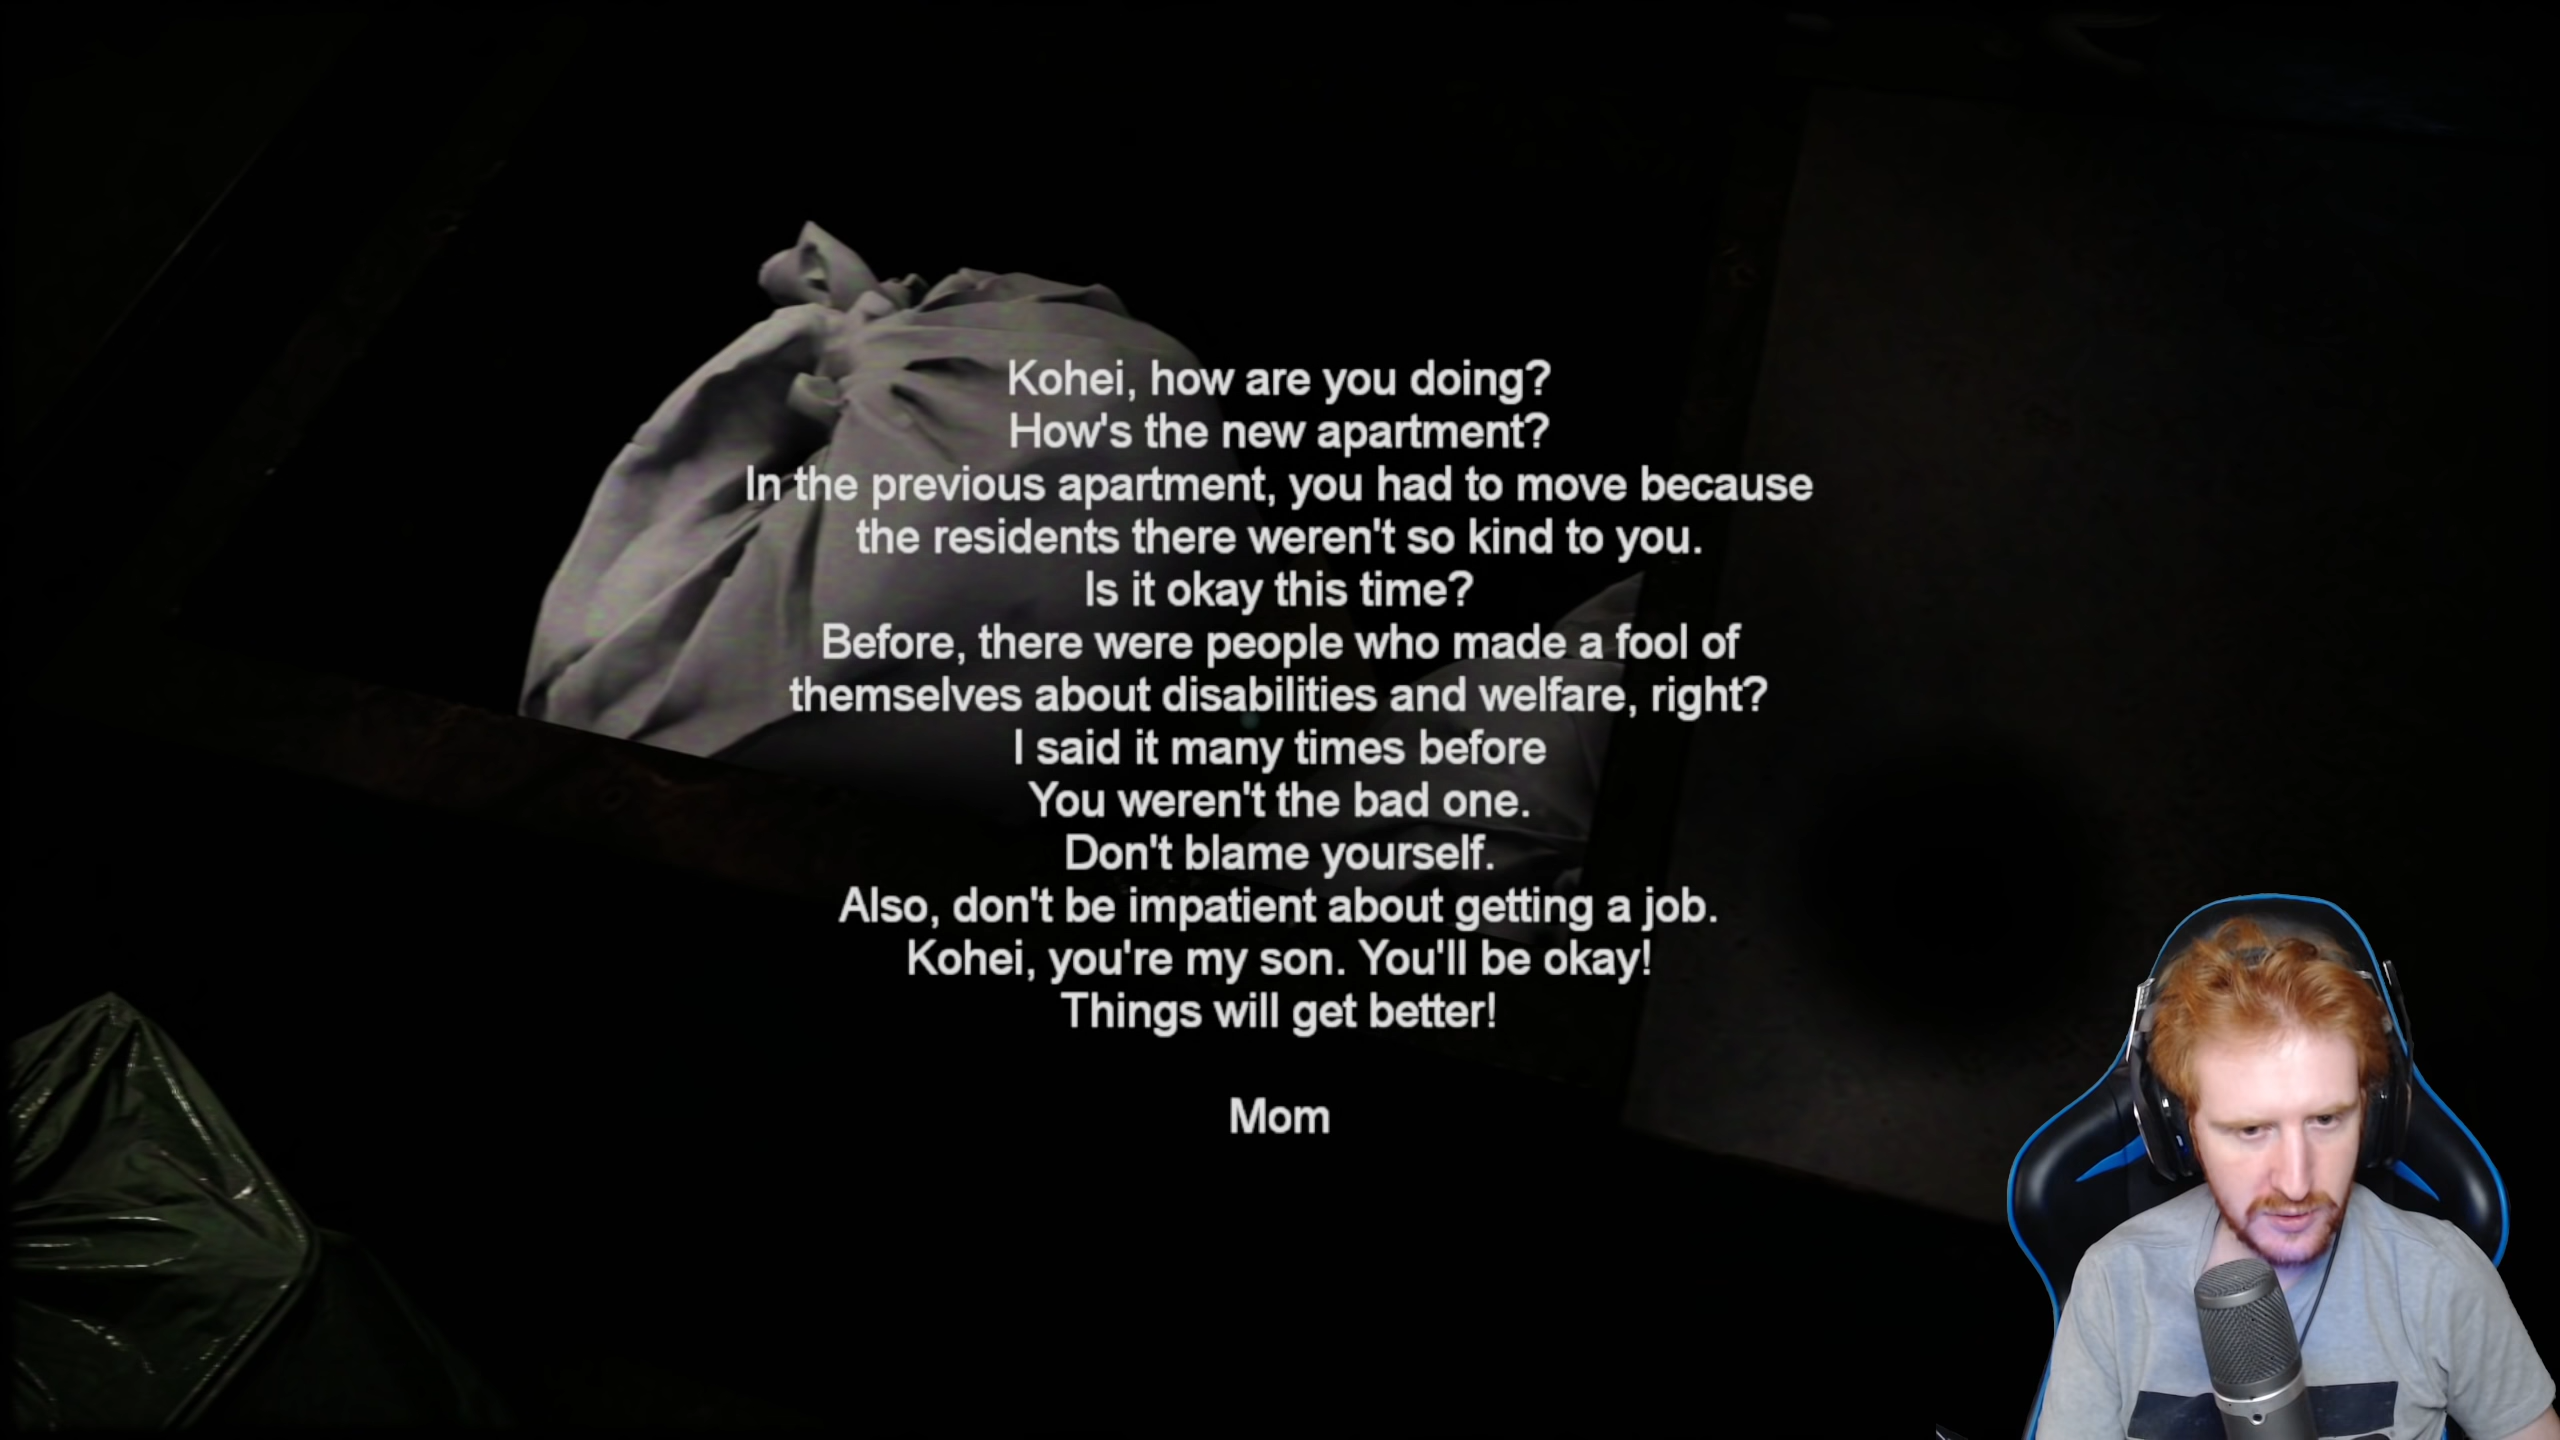 Kohei, how are you doing?
How's the new apartment?
In the previous apartment, you had to move because
the residents there weren't so kind to you.
Is it okay this time?
Before, there were people who made a fool of
themselves about disabilities and welfare, right?
I said it many times before
You weren't the bad one.
Don't blame yourself.
Also, don't be impatient about getting a job.
Kohei, you're my son. You'll be okay!
Things will get better!
Mom